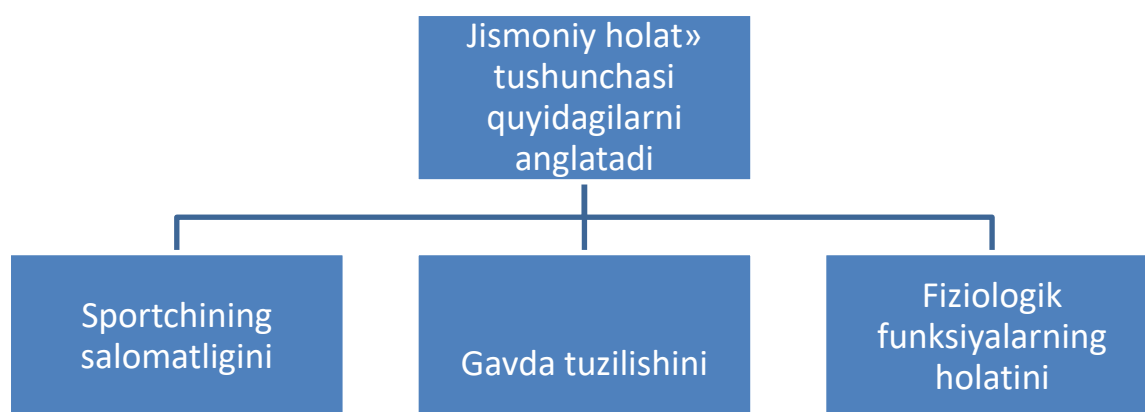 Jismoniy holat»
tushunchasi
quyidagilarni
anglatadi
Sportchining
salomatligini
Gavda tuzilishini
Fiziologik
funksiyalarning
holatini